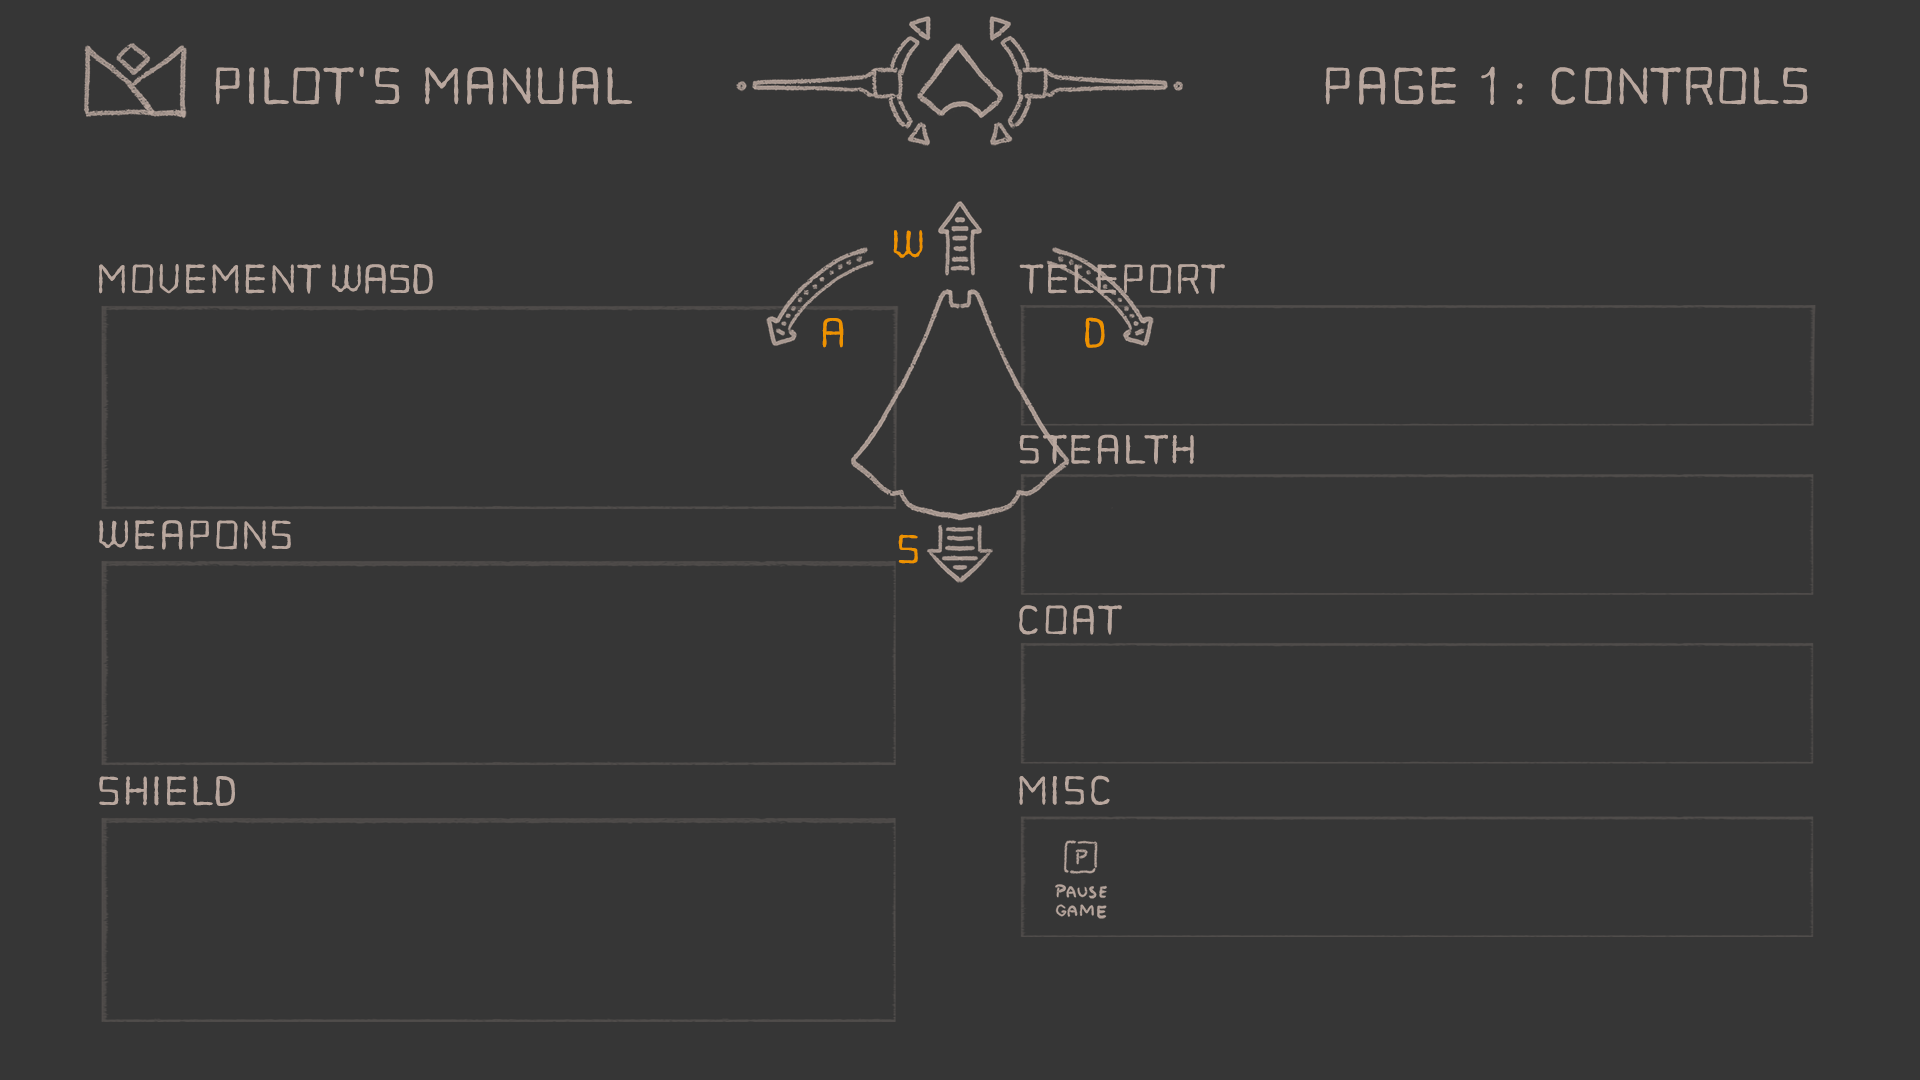 PILOT'S MANUAL
PAGE 1: CONTROLS
MOVEMENT WASD
W
A
D
S
WEAPONS
SHIELD
TELEPORT
STEALTH
COAT
MISC
P
PAUSE
GAME